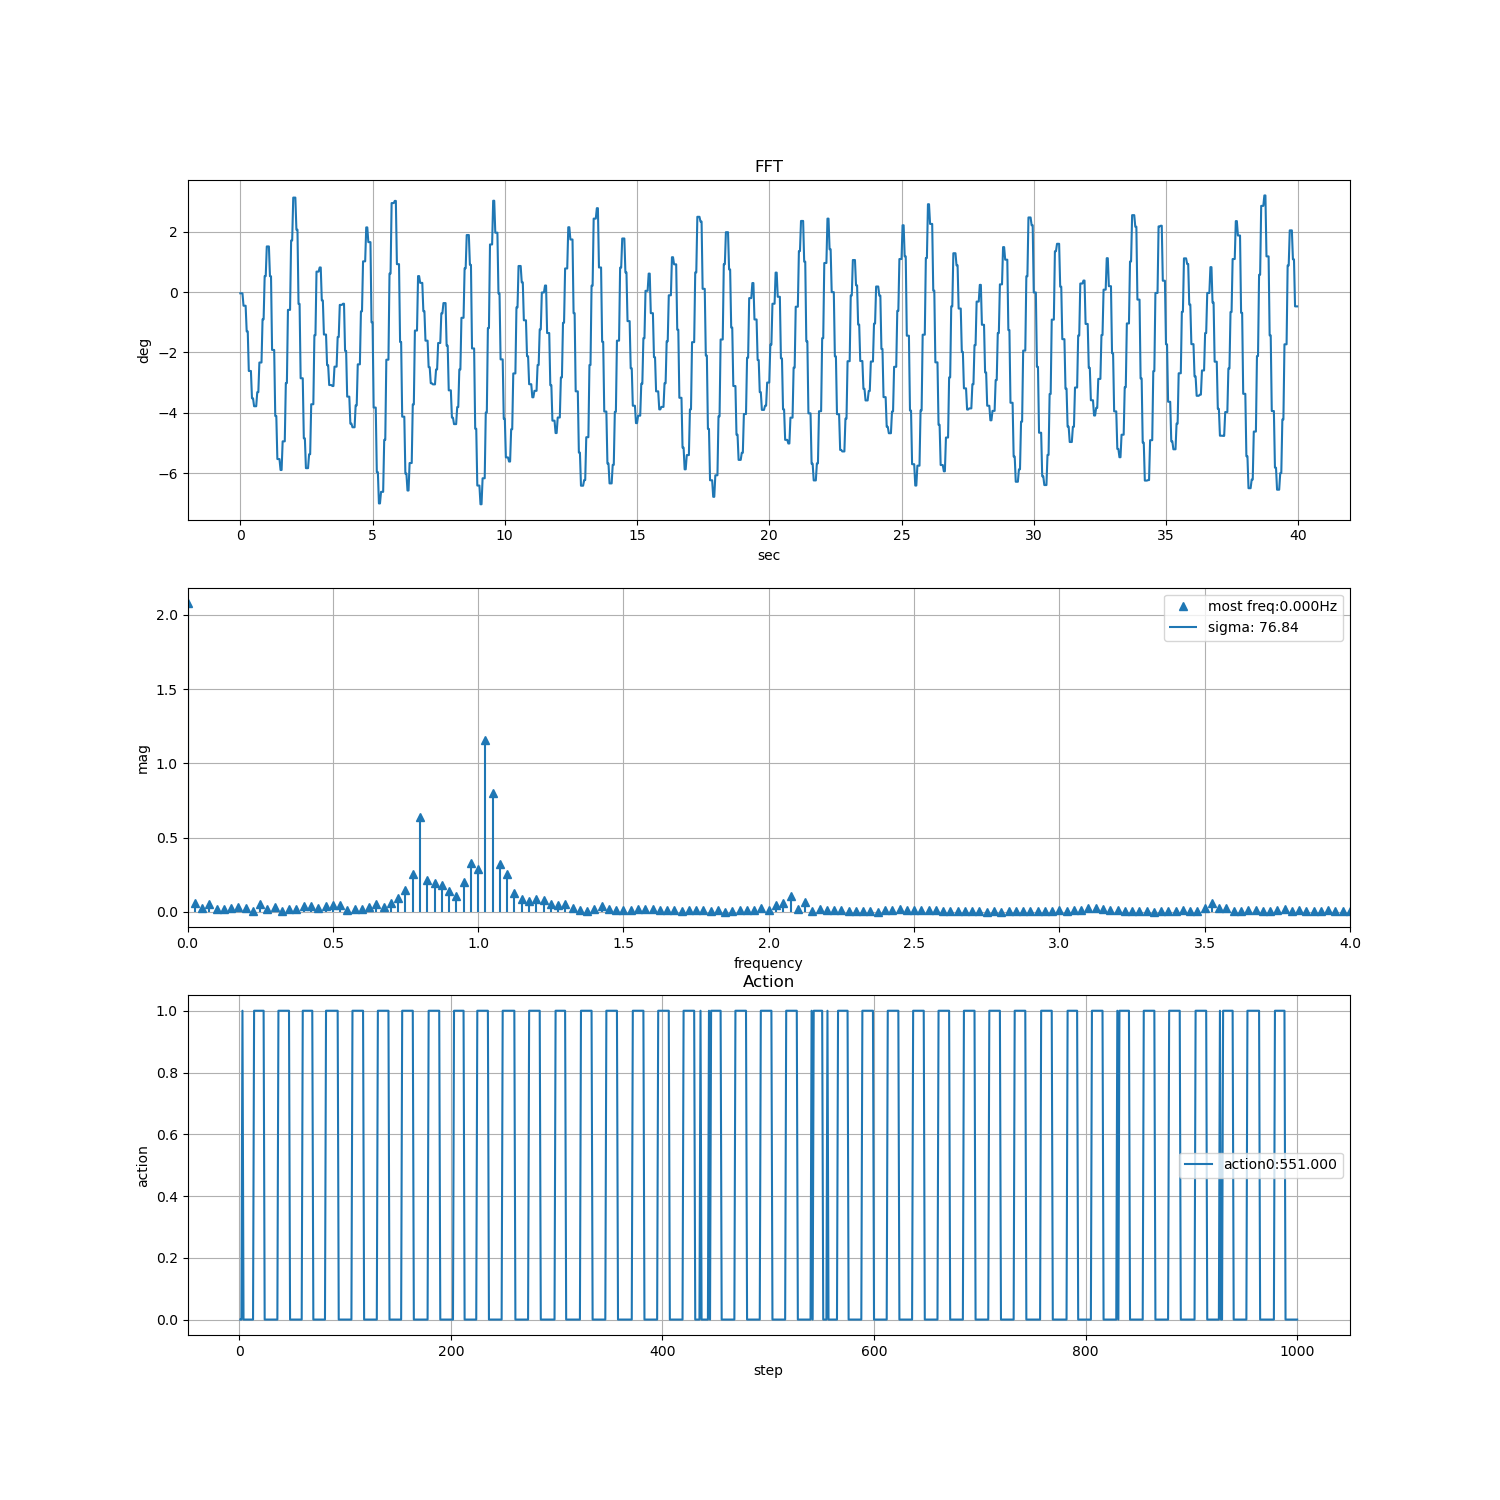 FFT
2
0
−2
−4
−6
deg
0 5 10 15 20 25 30 35 40
sec
2.0
1.5
1.0
0.5
0.0
mag
most freq:0.000Hz
sigma: 76.84
0.0 0.5 1.0 1.5 2.0 2.5 3.0 3.5 4.0
frequency
Action
1.0
0.8
0.6
0.4
0.2
0.0
action
action0:551.000
0 200 400 600 800 1000
step